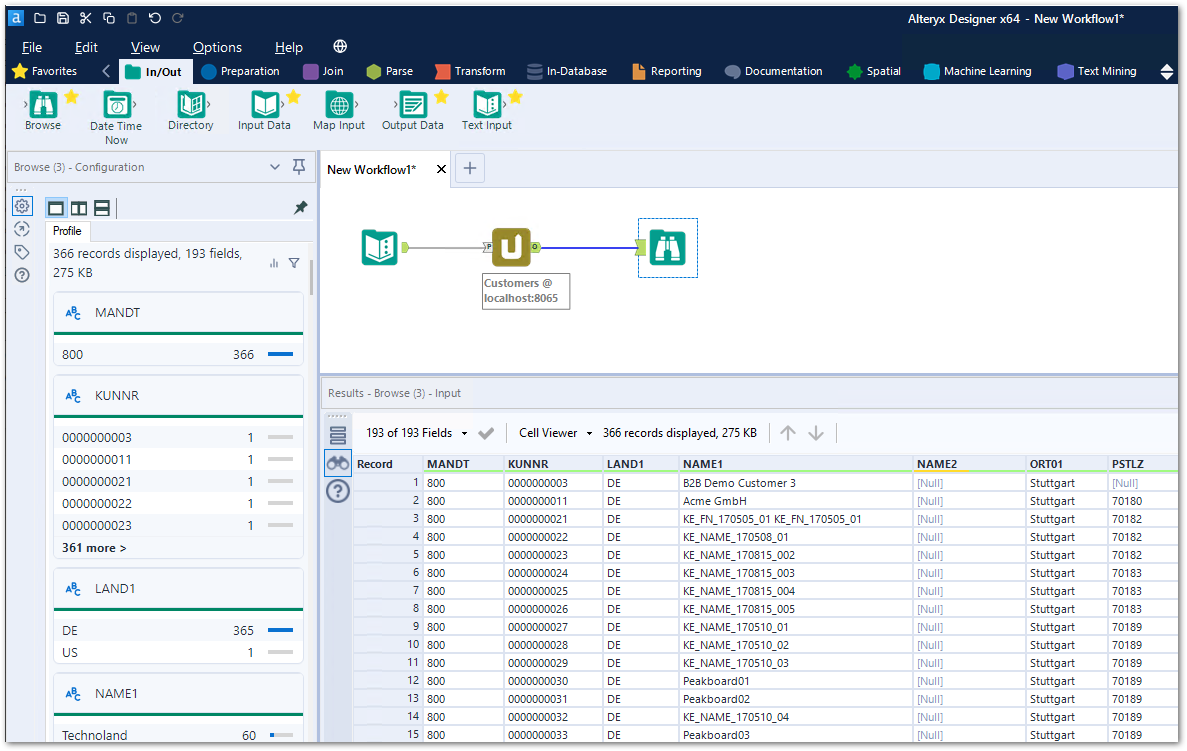 a
Alteryx Designer x64 - New Workflow1*
File Edit View Options Help
Favorites In/Out Preparation Join Parse Transform In-Database Reporting Documentation Spatial Machine Learning Text Mining
Browse Date Time Now Directory Input Data Map Input Output Data Text Input
Browse (3) - Configuration
New Workflow1*
Profile
366 records displayed, 193 fields,
275 KB
ABC MANDT
800 366
ABC KUNNR
0000000003 1
0000000011 1
0000000021 1
0000000022 1
0000000023 1
361 more >
ABC LAND1
DE 365
US 1
ABC NAME1
Technoland 60
P U O
Customers @
localhost:8065
Results - Browse (3) - Input
193 of 193 Fields Cell Viewer 366 records displayed, 275 KB
Record MANDT KUNNR LAND1 NAME1 NAME2 ORT01 PSTLZ
1 800 0000000003 DE B2B Demo Customer 3 [Null] Stuttgart [Null]
2 800 0000000011 DE Acme GmbH [Null] Stuttgart 70180
3 800 0000000021 DE KE_FN_170505_01 KE_FN_170505_01 [Null] Stuttgart 70182
4 800 0000000022 DE KE_NAME_170508_01 [Null] Stuttgart 70182
5 800 0000000023 DE KE_NAME_170815_002 [Null] Stuttgart 70182
6 800 0000000024 DE KE_NAME_170815_003 [Null] Stuttgart 70183
7 800 0000000025 DE KE_NAME_170815_004 [Null] Stuttgart 70183
8 800 0000000026 DE KE_NAME_170815_005 [Null] Stuttgart 70183
9 800 0000000027 DE KE_NAME_170510_01 [Null] Stuttgart 70189
10 800 0000000028 DE KE_NAME_170510_02 [Null] Stuttgart 70189
11 800 0000000029 DE KE_NAME_170510_03 [Null] Stuttgart 70189
12 800 0000000030 DE Peakboard01 [Null] Stuttgart 70189
13 800 0000000031 DE Peakboard02 [Null] Stuttgart 70189
14 800 0000000032 DE KE_NAME_170510_04 [Null] Stuttgart 70189
15 800 0000000033 DE Peakboard03 [Null] Stuttgart 70189